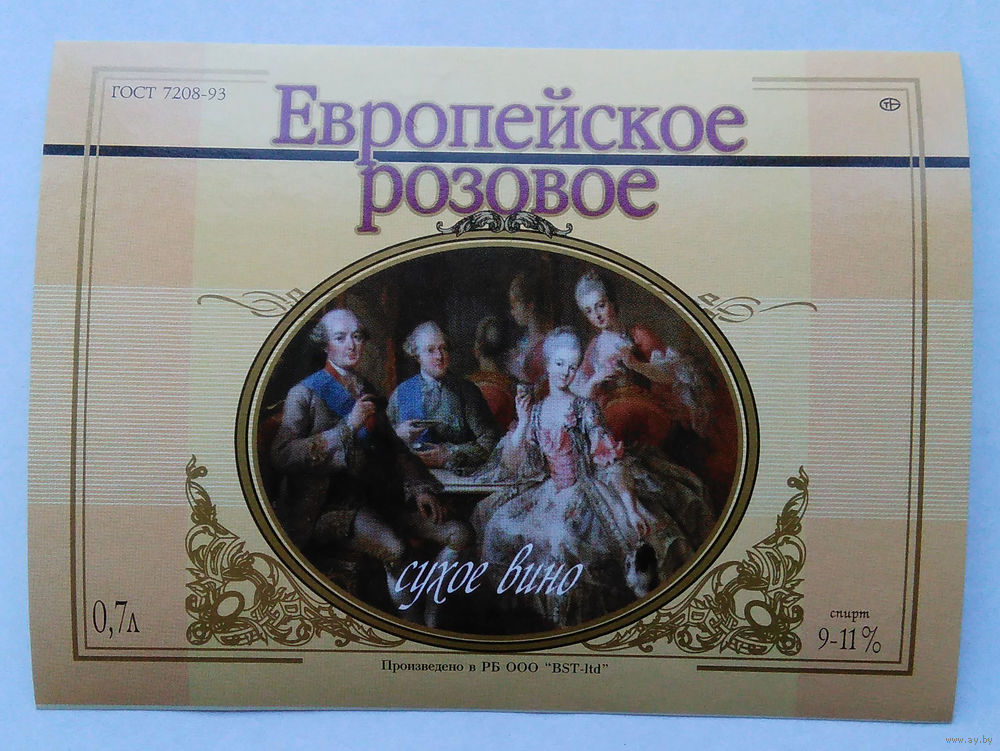 ГОСТ 7208-93
Европейское
розовое
сухое вино
0,7л
спирт
9-11%
Произведено в РБ ООО "BST-ltd"
www.ay.by